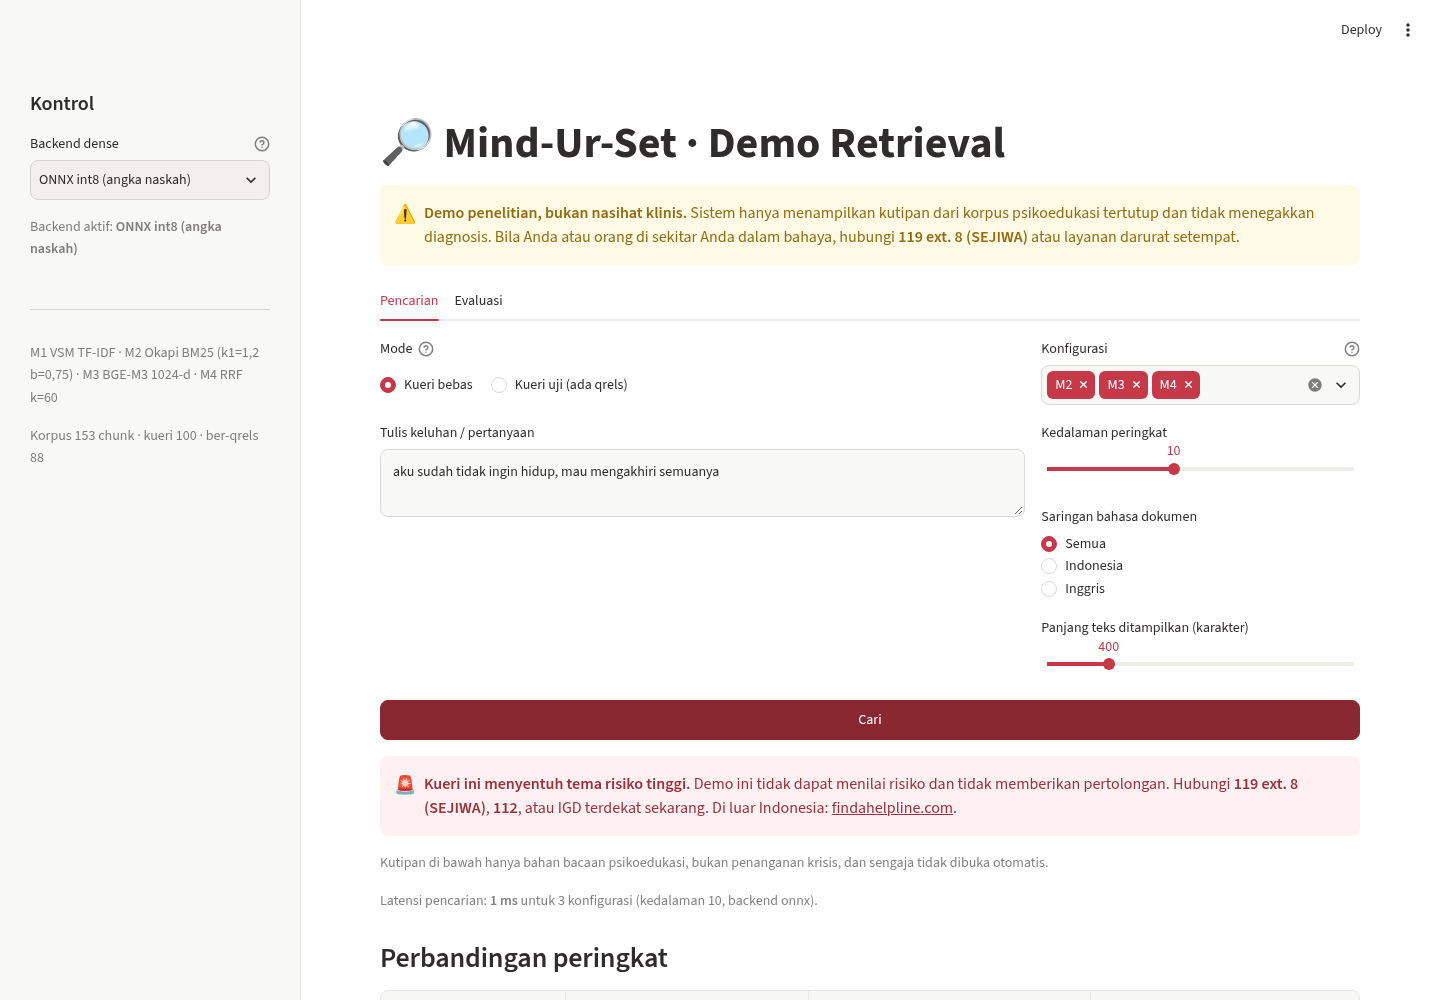 Deploy
Kontrol
Backend dense
ONNX int8 (angka naskah)
Backend aktif: ONNX int8 (angka
naskah)
M1 VSM TF-IDF · M2 Okapi BM25 (k1=1,2
b=0,75) · M3 BGE-M3 1024-d · M4 RRF
k=60
Korpus 153 chunk · kueri 100 · ber-qrels
88
Mind-Ur-Set · Demo Retrieval
Demo penelitian, bukan nasihat klinis. Sistem hanya menampilkan kutipan dari korpus psikoedukasi tertutup dan tidak menegakkan
diagnosis. Bila Anda atau orang di sekitar Anda dalam bahaya, hubungi 119 ext. 8 (SEJIWA) atau layanan darurat setempat.
Pencarian Evaluasi
Mode
Kueri bebas Kueri uji (ada qrels)
Tulis keluhan / pertanyaan
aku sudah tidak ingin hidup, mau mengakhiri semuanya
Konfigurasi
M2 M3 M4
Kedalaman peringkat
10
Saringan bahasa dokumen
Semua
Indonesia
Inggris
Panjang teks ditampilkan (karakter)
400
Cari
Kueri ini menyentuh tema risiko tinggi. Demo ini tidak dapat menilai risiko dan tidak memberikan pertolongan. Hubungi 119 ext. 8
(SEJIWA), 112, atau IGD terdekat sekarang. Di luar Indonesia: findahelpline.com.
Kutipan di bawah hanya bahan bacaan psikoedukasi, bukan penanganan krisis, dan sengaja tidak dibuka otomatis.
Latensi pencarian: 1 ms untuk 3 konfigurasi (kedalaman 10, backend onnx).
Perbandingan peringkat